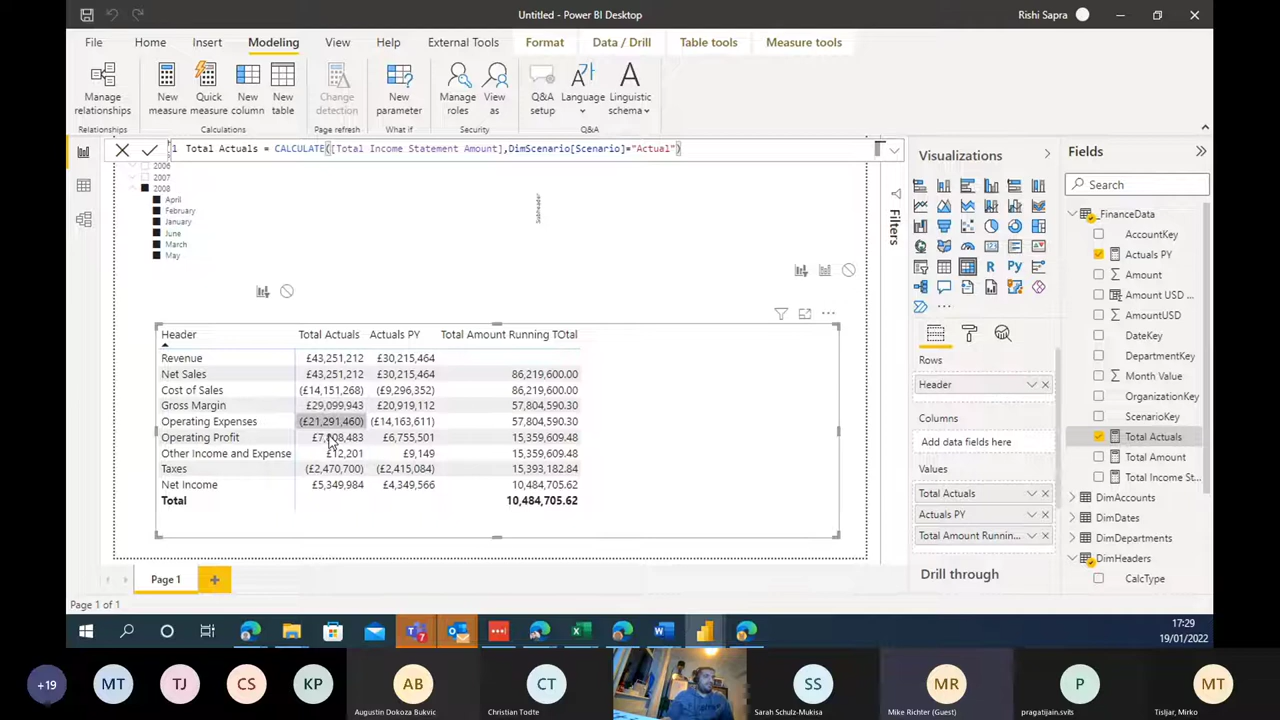 Untitled - Power BI Desktop
Rishi Sapra
File Home Insert Modeling View Help External Tools Format Data / Drill Table tools Measure tools
Manage relationships
New measure
Quick measure
New column
New table
Change detection
New parameter
Manage roles
View as
Q&A setup
Language
Linguistic schema
Relationships
Calculations
Page refresh
What if
Security
Q&A
1 Total Actuals = CALCULATE([Total Income Statement Amount],DimScenario[Scenario]="Actual")
2006
2007
2008
April
February
January
June
March
May
Subheader
Header Total Actuals Actuals PY Total Amount Running TOtal
Revenue £43,251,212 £30,215,464
Net Sales £43,251,212 £30,215,464 86,219,600.00
Cost of Sales (£14,151,268) (£9,296,352) 86,219,600.00
Gross Margin £29,099,943 £20,919,112 57,804,590.30
Operating Expenses (£21,291,460) (£14,163,611) 57,804,590.30
Operating Profit £6,755,501 15,359,609.48
Other Income and Expense £12,201 £9,149 15,359,609.48
Taxes (£2,470,700) (£2,415,084) 15,393,182.84
Net Income £5,349,984 £4,349,566 10,484,705.62
Total 10,484,705.62
Filters
Visualizations
Rows
Header
Columns
Add data fields here
Values
Total Actuals
Actuals PY
Total Amount Runnin...
Drill through
Fields
Search
_FinanceData
AccountKey
Actuals PY
Amount
Amount USD ...
AmountUSD
DateKey
DepartmentKey
Month Value
OrganizationKey
ScenarioKey
Total Actuals
Total Amount
Total Income St...
DimAccounts
DimDates
DimDepartments
DimHeaders
CalcType
Page 1
Page 1 of 1
17:29
19/01/2022
+19
MT
TJ
CS
KP
AB
Augustin Dokoza Bukvic
CT
Christian Todte
SS
Sarah Schulz-Mukisa
MR
Mike Richter (Guest)
P
pragatijain.svits
MT
Tisljar, Mirko